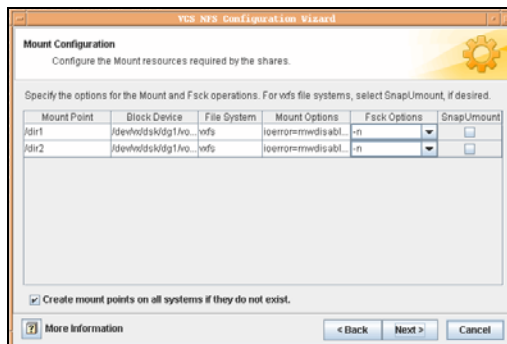 VCS NFS Configuration Wizard
Mount Configuration
Configure the Mount resources required by the shares.
Specify the options for the Mount and Fsck operations. For vxfs file systems, select SnapUmount, if desired.
Mount Point Block Device File System Mount Options Fsck Options SnapUmount
/dir1 /dev/vx/dsk/dg1/vo... vxfs ioerror=mwdisabl... -n
/dir2 /dev/vx/dsk/dg1/vo... vxfs ioerror=mwdisabl... -n
Create mount points on all systems if they do not exist.
? More Information < Back Next > Cancel